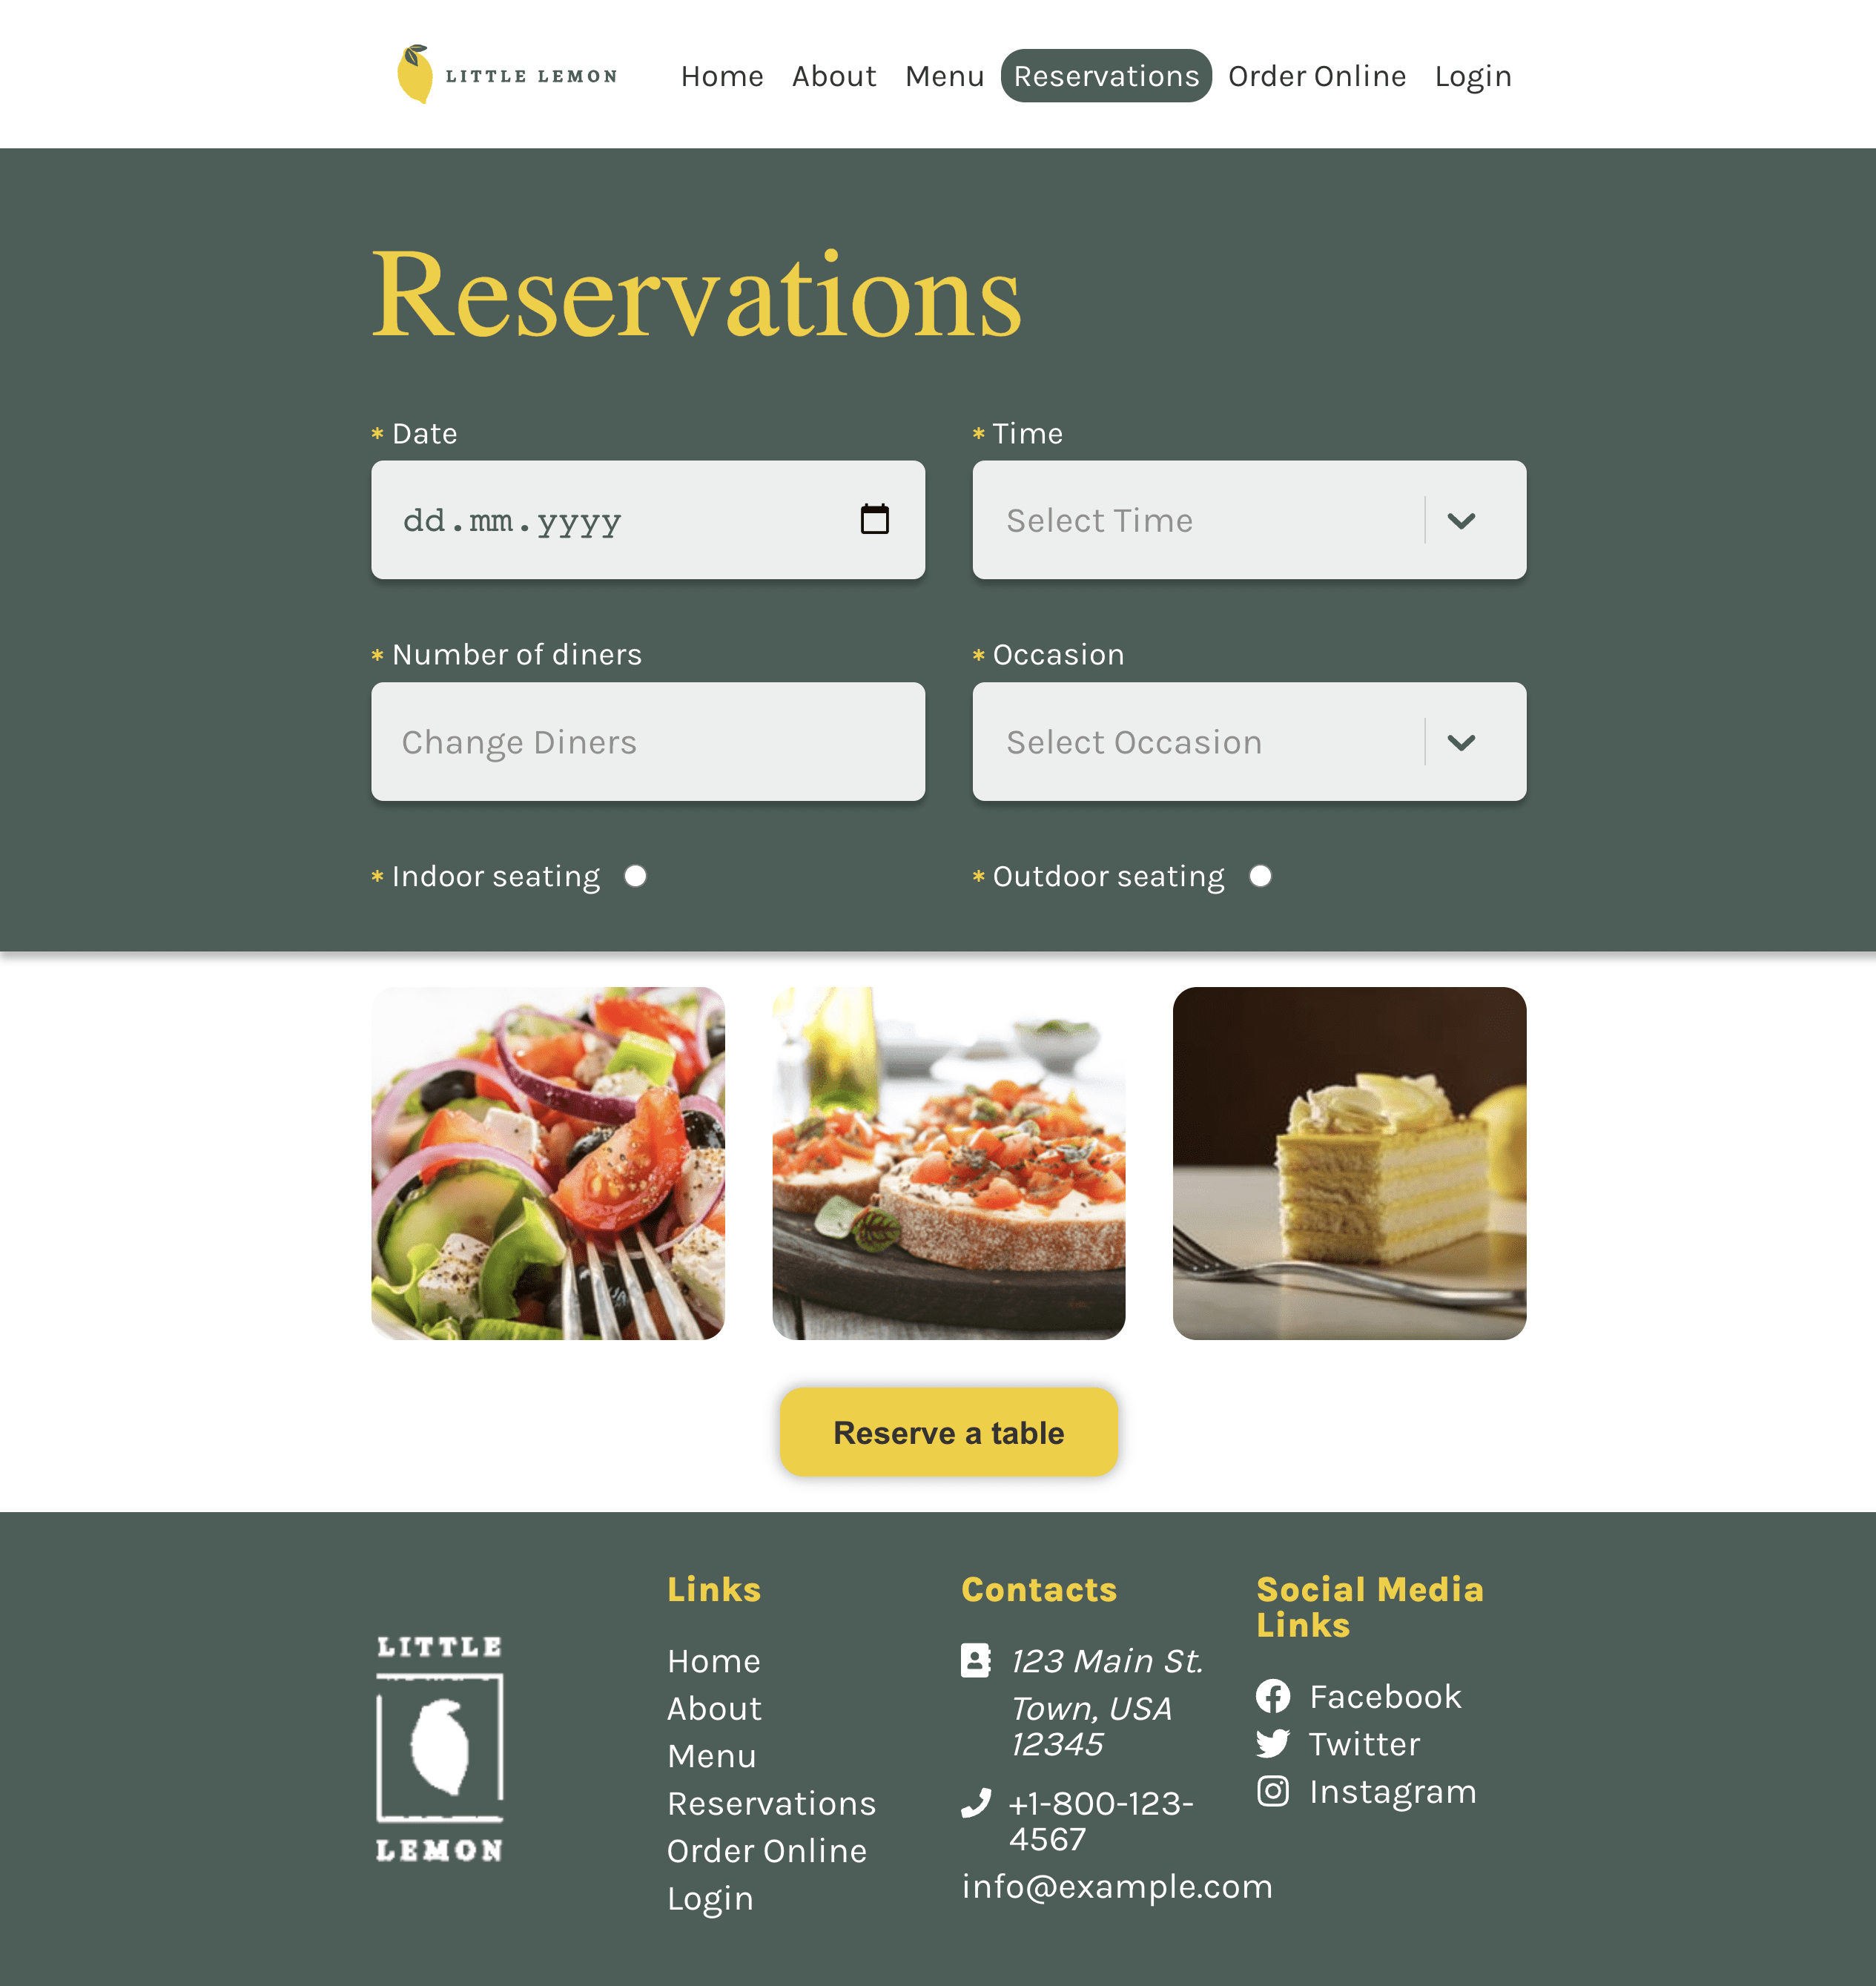 LITTLE LEMON
Home About Menu Reservations Order Online Login
Reservations
* Date
* Time
dd.mm.yyyy
Select Time
* Number of diners
* Occasion
Change Diners
Select Occasion
* Indoor seating
* Outdoor seating
Reserve a table
LITTLE
LEMON
Links
Home
About
Menu
Reservations
Order Online
Login
Contacts
123 Main St.
Town, USA
12345
+1-800-123-
4567
info@example.com
Social Media
Links
Facebook
Twitter
Instagram